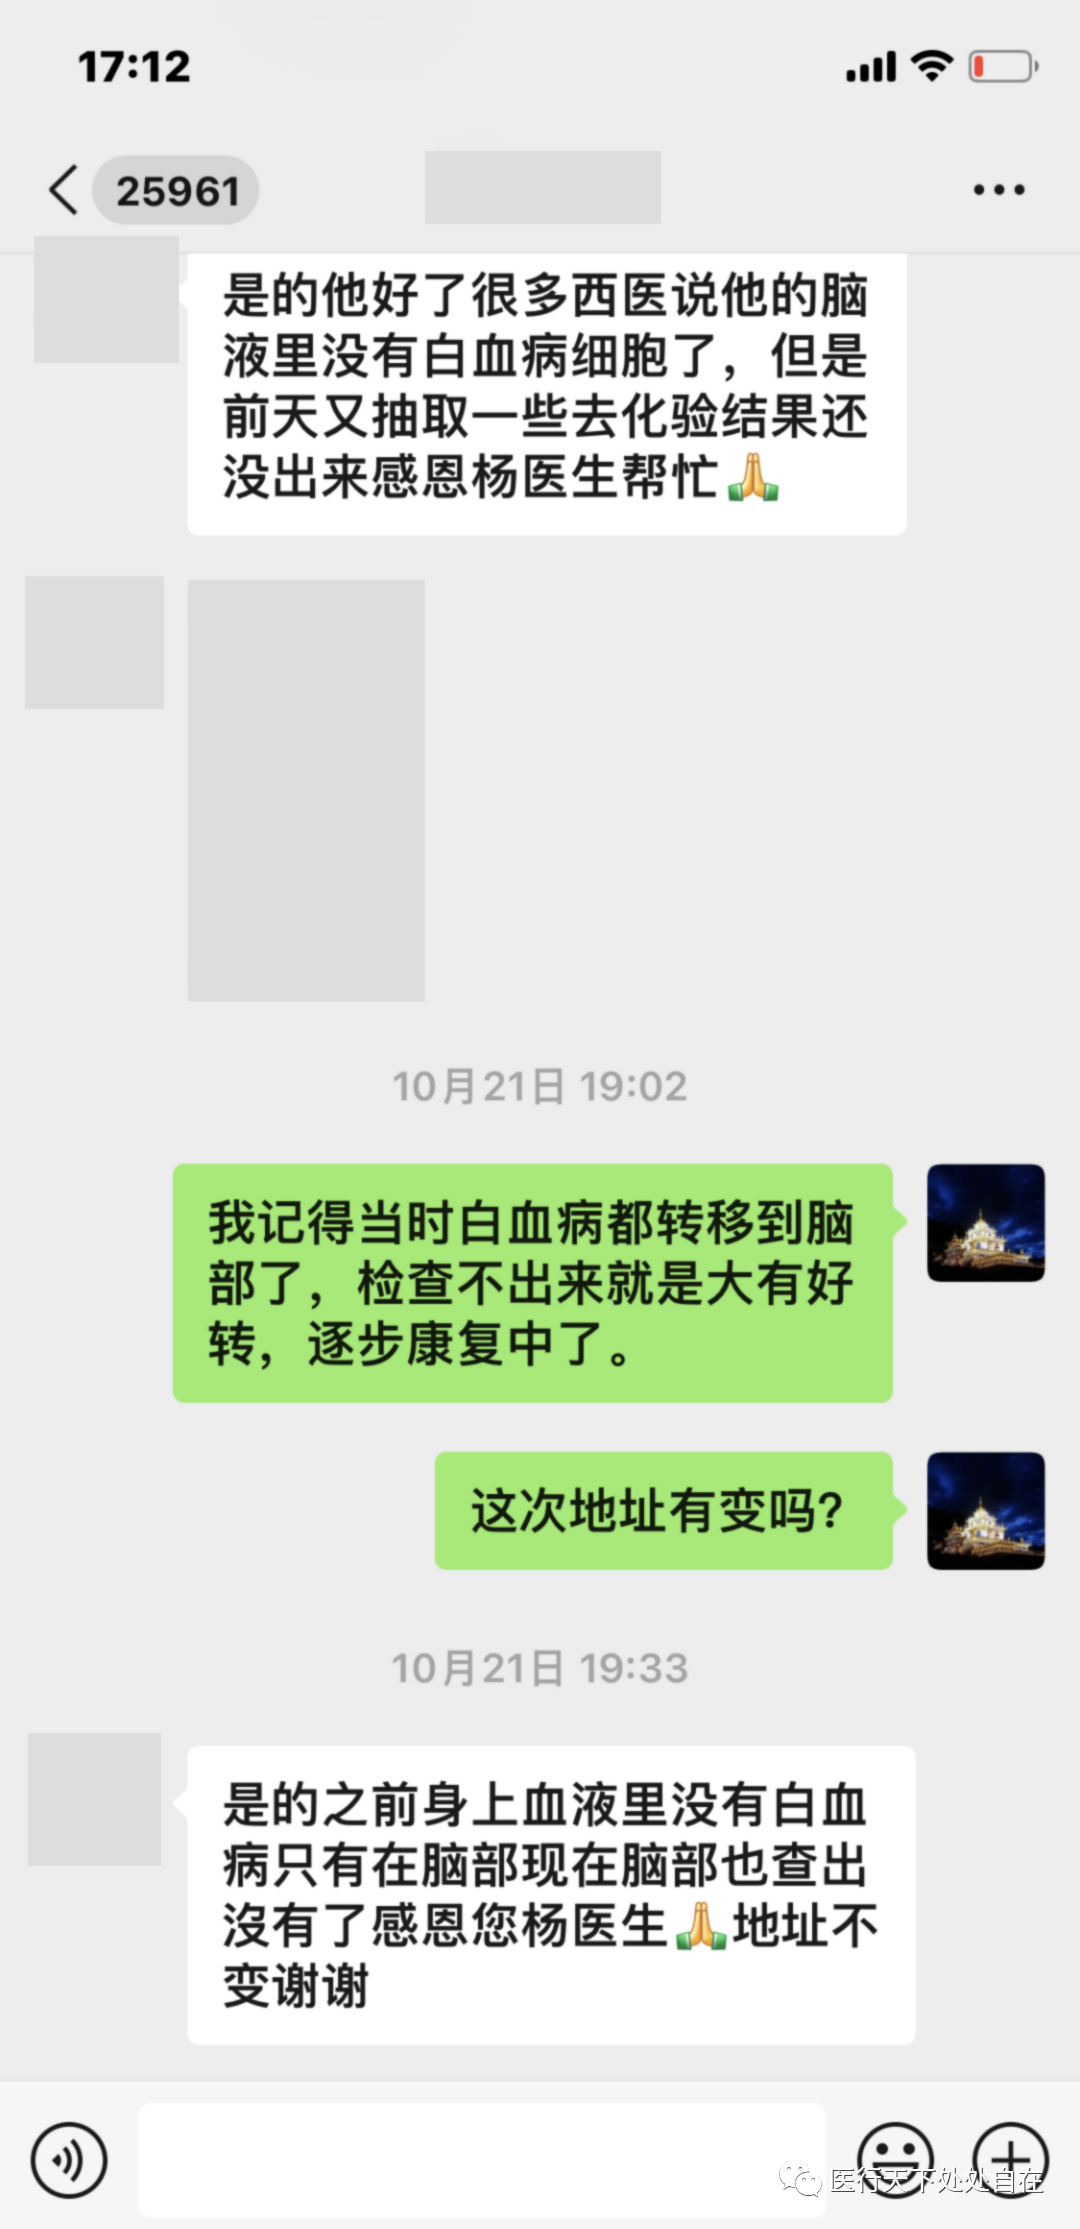 17:12
25961
是的他好了很多西医说他的脑
液里没有白血病细胞了，但是
前天又抽取一些去化验结果还
没出来感恩杨医生帮忙🙏
10月21日 19:02
我记得当时白血病都转移到脑
部了，检查不出来就是大有好
转，逐步康复中了。
这次地址有变吗?
10月21日 19:33
是的之前身上血液里没有白血
病只有在脑部现在脑部也查出
沒有了感恩您杨医生🙏地址不
变谢谢
医行天下处处自在